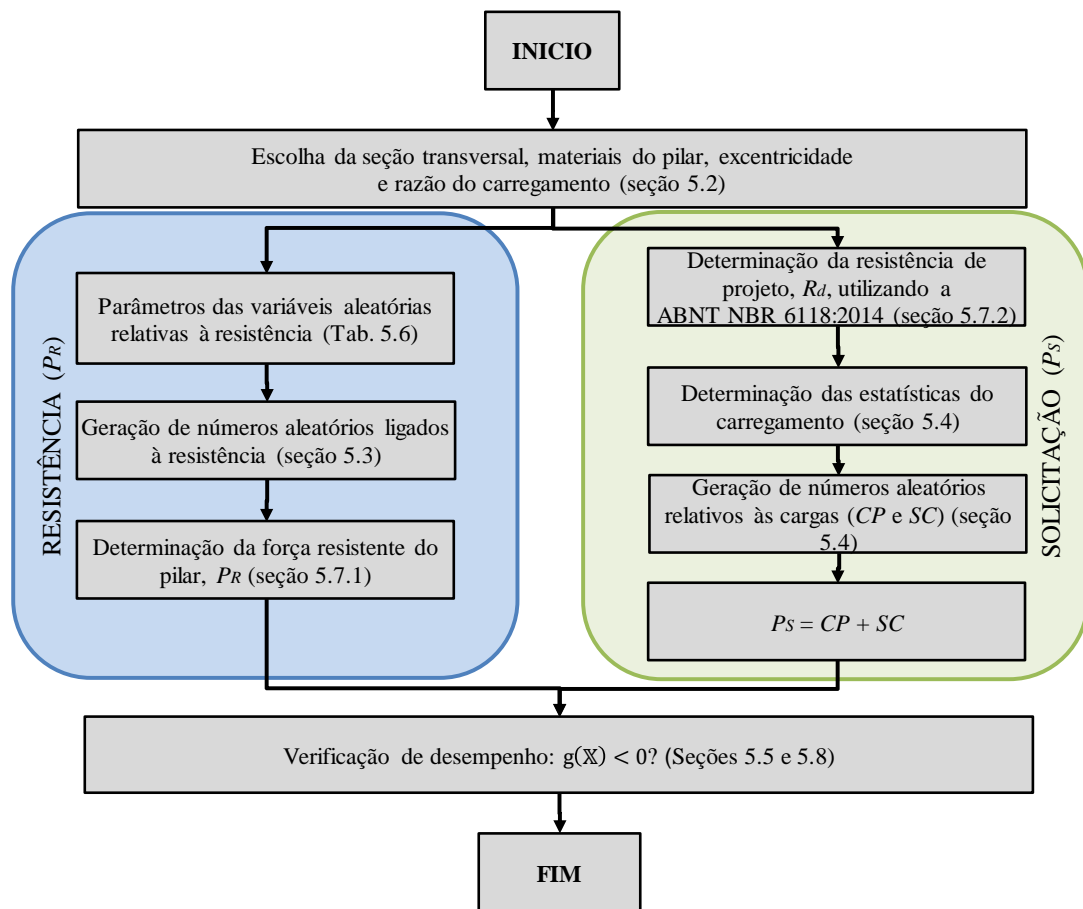 INICIO
Escolha da seção transversal, materiais do pilar, excentricidade
e razão do carregamento (seção 5.2)
RESISTÊNCIA (PR)
Parâmetros das variáveis aleatórias
relativas à resistência (Tab. 5.6)
Geração de números aleatórios ligados
à resistência (seção 5.3)
Determinação da força resistente do
pilar, PR (seção 5.7.1)
SOLICITAÇÃO (PS)
Determinação da resistência de
projeto, Rd, utilizando a
ABNT NBR 6118:2014 (seção 5.7.2)
Determinação das estatísticas do
carregamento (seção 5.4)
Geração de números aleatórios
relativos às cargas (CP e SC) (seção
5.4)
PS = CP + SC
Verificação de desempenho: g(𝕏) < 0? (Seções 5.5 e 5.8)
FIM